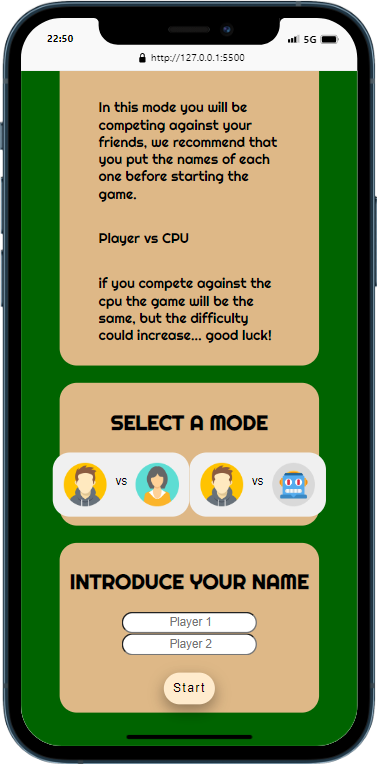 22:50
5G
http://127.0.0.1:5500
In this mode you will be
competing against your
friends, we recommend that
you put the names of each
one before starting the
game.
Player vs CPU
if you compete against the
cpu the game will be the
same, but the difficulty
could increase... good luck!
SELECT A MODE
VS VS
INTRODUCE YOUR NAME
Player 1
Player 2
Start